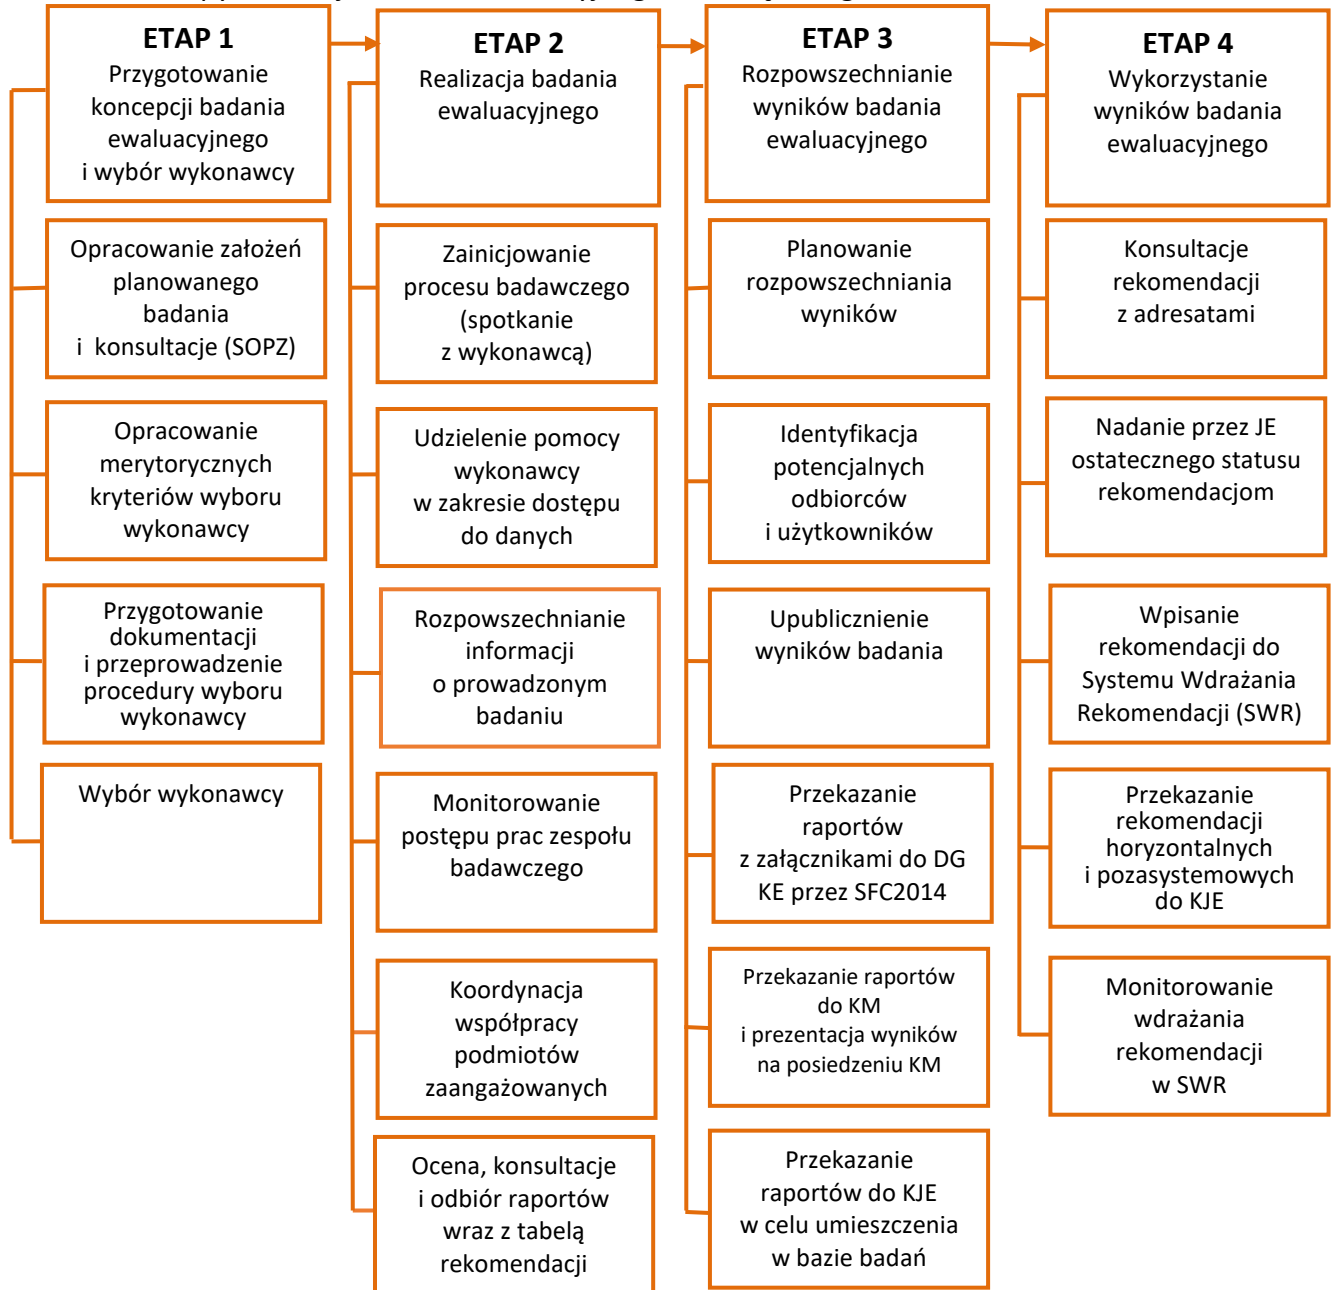 ETAP 1
Przygotowanie
koncepcji badania
ewaluacyjnego
i wybór wykonawcy
Opracowanie założeń
planowanego
badania
i konsultacje (SOPZ)
Opracowanie
merytorycznych
kryteriów wyboru
wykonawcy
Przygotowanie
dokumentacji
i przeprowadzenie
procedury wyboru
wykonawcy
Wybór wykonawcy
ETAP 2
Realizacja badania
ewaluacyjnego
Zainicjowanie
procesu badawczego
(spotkanie
z wykonawcą)
Udzielenie pomocy
wykonawcy
w zakresie dostępu
do danych
Rozpowszechnianie
informacji
o prowadzonym
badaniu
Monitorowanie
postępu prac zespołu
badawczego
Koordynacja
współpracy
podmiotów
zaangażowanych
Ocena, konsultacje
i odbiór raportów
wraz z tabelą
rekomendacji
ETAP 3
Rozpowszechnianie
wyników badania
ewaluacyjnego
Planowanie
rozpowszechniania
wyników
Identyfikacja
potencjalnych
odbiorców
i użytkowników
Upublicznienie
wyników badania
Przekazanie
raportów
z załącznikami do DG
KE przez SFC2014
Przekazanie raportów
do KM
i prezentacja wyników
na posiedzeniu KM
Przekazanie
raportów do KJE
w celu umieszczenia
w bazie badań
ETAP 4
Wykorzystanie
wyników badania
ewaluacyjnego
Konsultacje
rekomendacji
z adresatami
Nadanie przez JE
ostatecznego statusu
rekomendacjom
Wpisanie
rekomendacji do
Systemu Wdrażania
Rekomendacji (SWR)
Przekazanie
rekomendacji
horyzontalnych
i pozasystemowych
do KJE
Monitorowanie
wdrażania
rekomendacji
w SWR